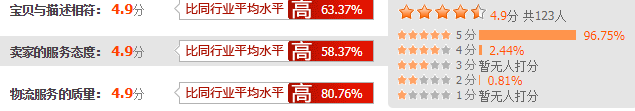 宝贝与描述相符： 4.9分 比同行业平均水平 高 63.37%
卖家的服务态度： 4.9分 比同行业平均水平 高 58.37%
物流服务的质量： 4.9分 比同行业平均水平 高 80.76%
4.9分 共123人
5 分 96.75%
4 分 2.44%
3 分 暂无人打分
2 分 0.81%
1 分 暂无人打分